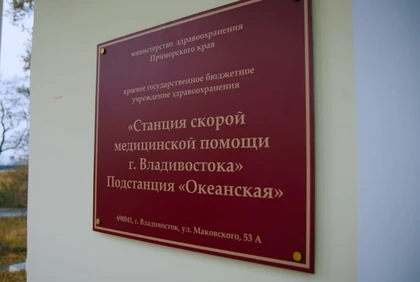 министерство здравоохранения
Приморского края
краевое государственное бюджетное
учреждение здравоохранения
«Станция скорой
медицинской помощи
г. Владивостока»
Подстанция «Океанская»
690041, г. Владивосток, ул. Маковского, 53 А